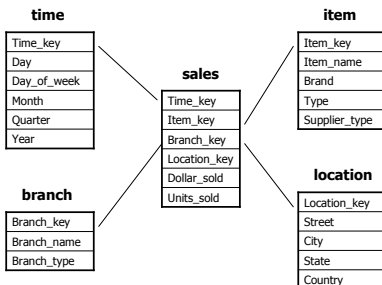 time
Time_key
Day
Day_of_week
Month
Quarter
Year
branch
Branch_key
Branch_name
Branch_type
sales
Time_key
Item_key
Branch_key
Location_key
Dollar_sold
Units_sold
item
Item_key
Item_name
Brand
Type
Supplier_type
location
Location_key
Street
City
State
Country